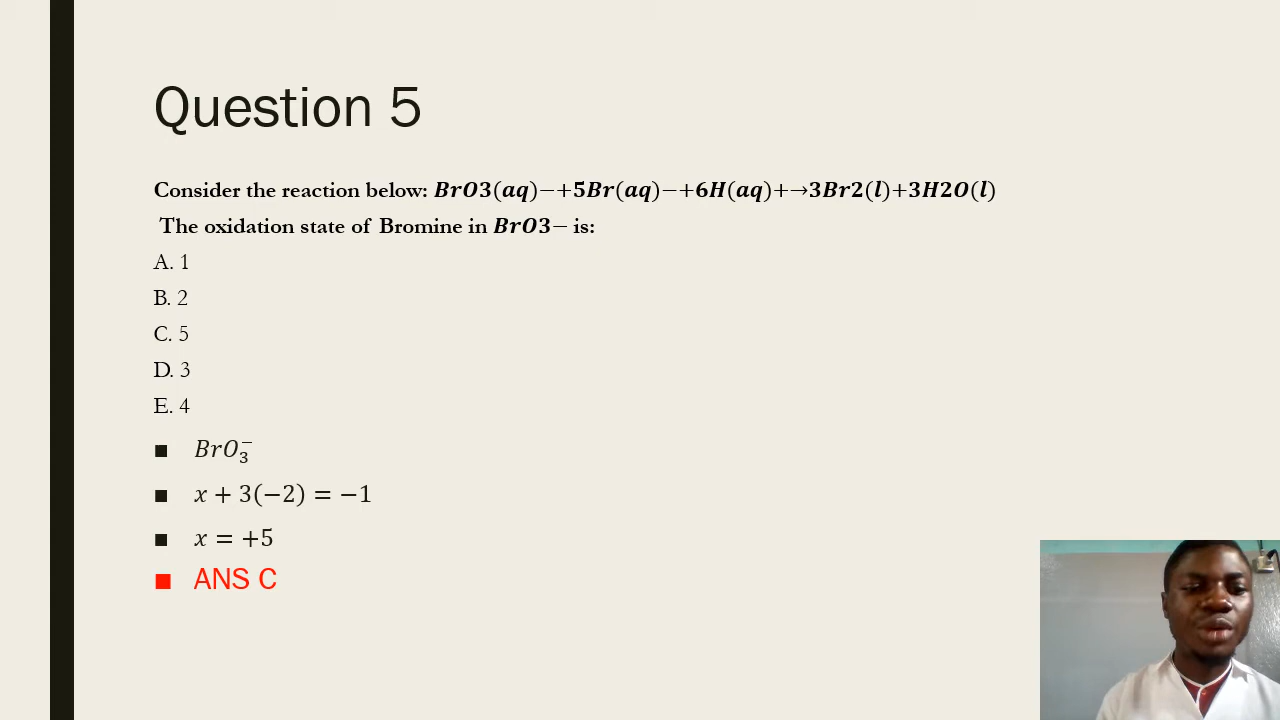 Question 5
Consider the reaction below: BrO3(aq)−+5Br(aq)−+6H(aq)+→3Br2(l)+3H2O(l)
The oxidation state of Bromine in BrO3− is:
A. 1
B. 2
C. 5
D. 3
E. 4
■ BrO₃⁻
■ x + 3(−2) = −1
■ x = +5
■ ANS C